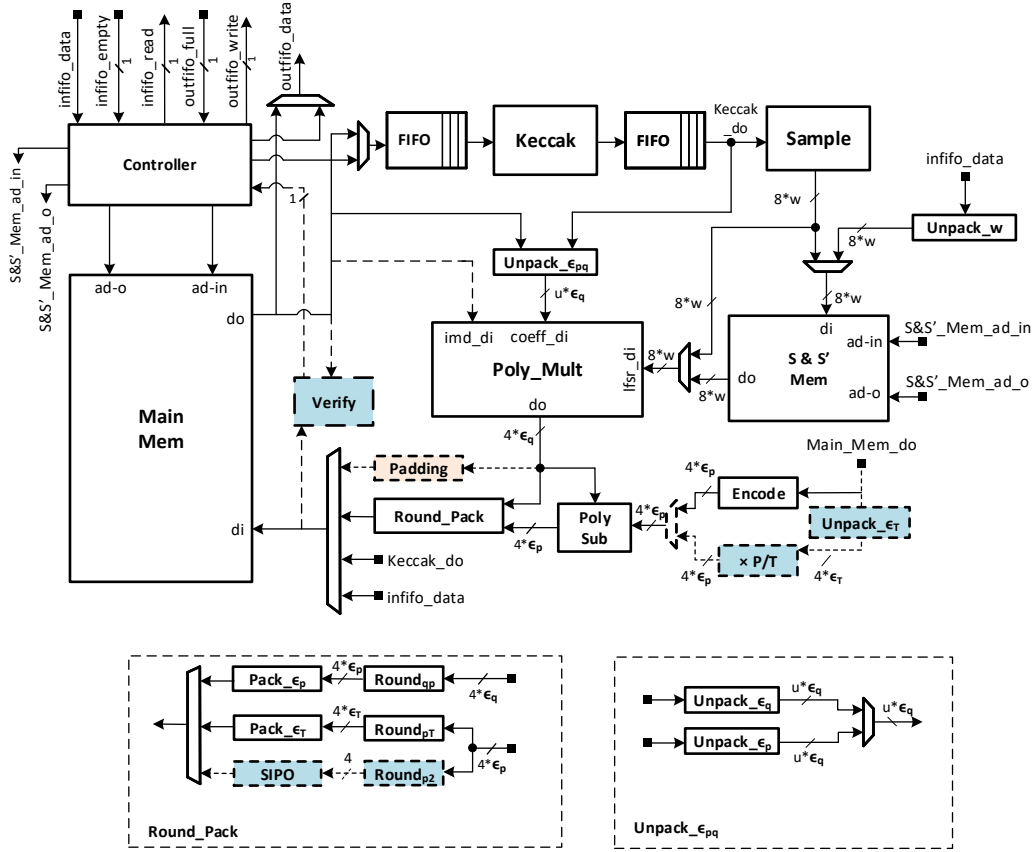 infifo_data
infifo_empty
1
infifo_read
1
outfifo_full
1
outfifo_write
1
outfifo_data
Controller
FIFO
Keccak
FIFO
Keccak
_do
Sample
infifo_data
S&S'_Mem_ad_in
S&S'_Mem_ad_o
1
8*w
8*w
Unpack_w
Unpack_ϵpq
u*ϵq
8*w
8*w
ad-o
ad-in
do
imd_di
coeff_di
Poly_Mult
lfsr_di
do
8*w
8*w
di
S & S'
Mem
do
ad-in
ad-o
S&S'_Mem_ad_in
S&S'_Mem_ad_o
Main
Mem
Verify
4*ϵq
Main_Mem_do
Padding
4*ϵp
Encode
Round_Pack
4*ϵp
Poly
Sub
4*ϵp
Unpack_ϵT
di
4*ϵp
× P/T
4*ϵT
Keccak_do
infifo_data
Pack_ϵp
4*ϵp
Roundqp
4*ϵq
Pack_ϵT
4*ϵT
RoundpT
4*ϵp
SIPO
4
Roundp2
Round_Pack
Unpack_ϵq
u*ϵq
u*ϵq
Unpack_ϵp
u*ϵq
Unpack_ϵpq